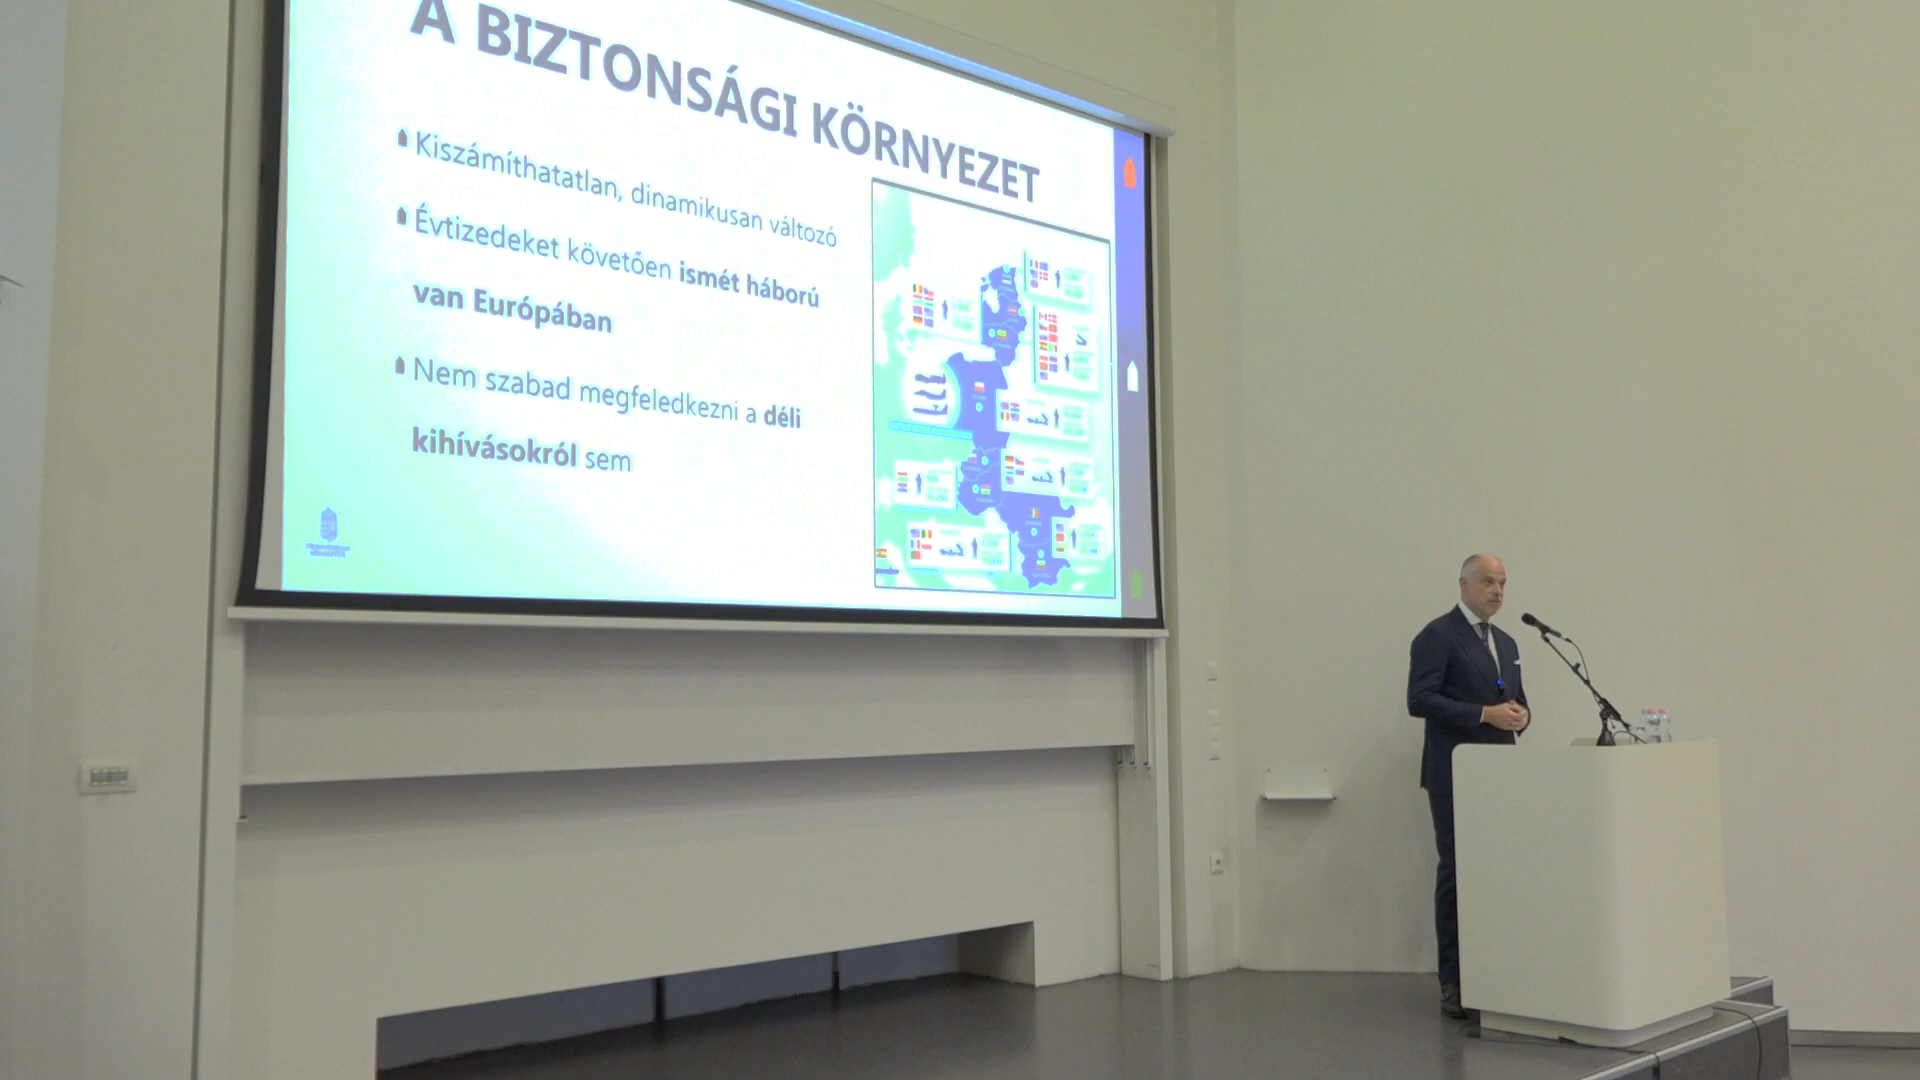 A BIZTONSÁGI KÖRNYEZET
Kiszámíthatatlan, dinamikusan változó
Évtizedeket követően ismét háború
van Európában
Nem szabad megfeledkezni a déli
kihívásokról sem